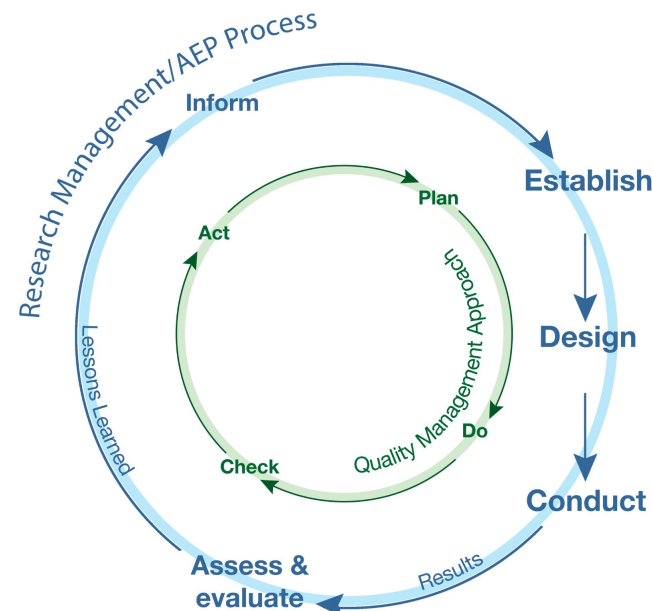 Research Management/AEP Process
Inform
Establish
Design
Conduct
Results
Assess &
evaluate
Lessons Learned
Plan
Quality Management Approach
Do
Check
Act